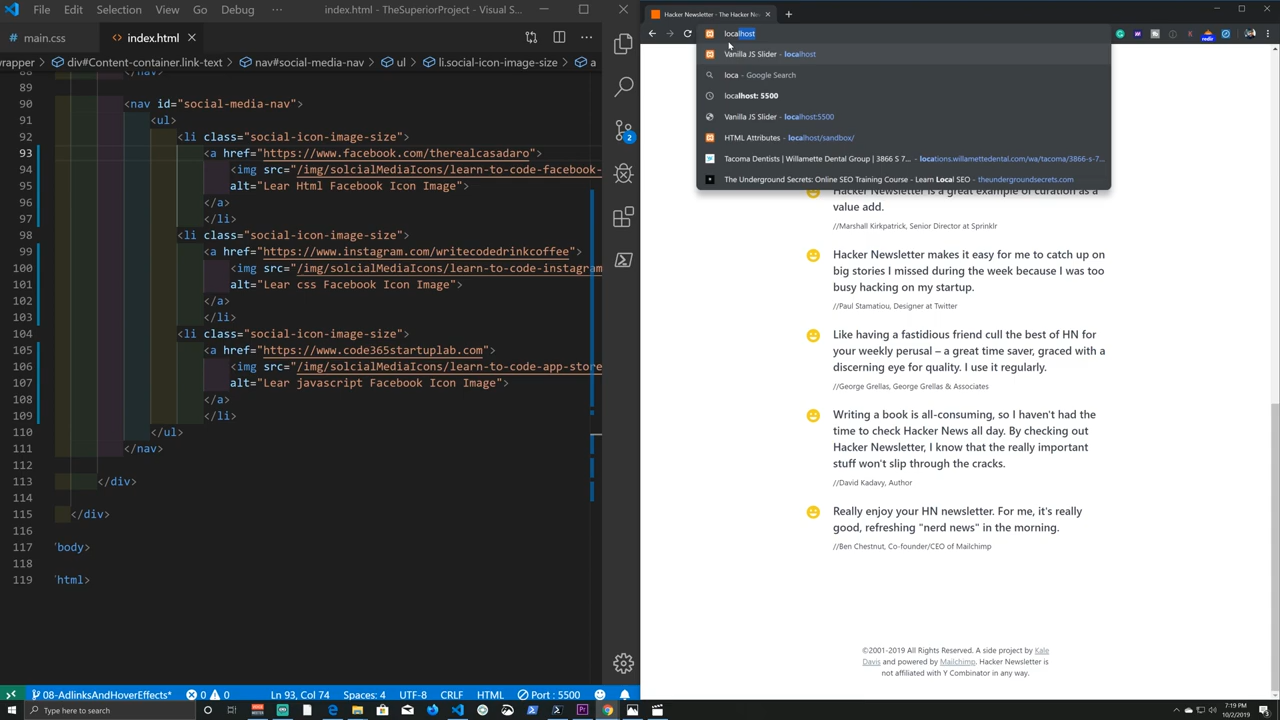 File Edit Selection View Go Debug ... index.html - TheSuperiorProject - Visual S...
main.css
<> index.html
Hacker Newsletter - The Hacker Ne
localhost
Vanilla JS Slider - localhost
loca - Google Search
localhost: 5500
Vanilla JS Slider - localhost:5500
HTML Attributes - localhost/sandbox/
Tacoma Dentists | Willamette Dental Group | 3866 S 7... - locations.willamettedental.com/wa/tacoma/3866-s-7...
The Underground Secrets: Online SEO Training Course - Learn Local SEO - theundergroundsecrets.com
wrapr > div#Content-container.link-text > nav#social-media-nav > ul > li.social-icon-image-size > a
88 </li>
89
90 <nav id="social-media-nav">
91 <ul>
92 <li class="social-icon-image-size">
93 <a href="https://www.facebook.com/therealcasadaro">
94 <img src="/img/solcialMediaIcons/learn-to-code-facebook-
95 alt="Lear Html Facebook Icon Image">
96 </a>
97 </li>
98 <li class="social-icon-image-size">
99 <a href="https://www.instagram.com/writecodedrinkcoffee">
100 <img src="/img/solcialMediaIcons/learn-to-code-instagram
101 alt="Lear css Facebook Icon Image">
102 </a>
103 </li>
104 <li class="social-icon-image-size">
105 <a href="https://www.code365startuplab.com">
106 <img src="/img/solcialMediaIcons/learn-to-code-app-store
107 alt="Lear javascript Facebook Icon Image">
108 </a>
109 </li>
110 </ul>
111 </nav>
112
113 </div>
114
115 </div>
116
117 body>
118
119 html>
2
Hacker Newsletter is a great example of curation as a
value add.
//Marshall Kirkpatrick, Senior Director at Sprinklr
Hacker Newsletter makes it easy for me to catch up on
big stories I missed during the week because I was too
busy hacking on my startup.
//Paul Stamatiou, Designer at Twitter
Like having a fastidious friend cull the best of HN for
your weekly perusal – a great time saver, graced with a
discerning eye for quality. I use it regularly.
//George Grellas, George Grellas & Associates
Writing a book is all-consuming, so I haven't had the
time to check Hacker News all day. By checking out
Hacker Newsletter, I know that the really important
stuff won't slip through the cracks.
//David Kadavy, Author
Really enjoy your HN newsletter. For me, it's really
good, refreshing "nerd news" in the morning.
//Ben Chestnut, Co-founder/CEO of Mailchimp
©2001-2019 All Rights Reserved. A side project by Kale
Davis and powered by Mailchimp. Hacker Newsletter is
not affiliated with Y Combinator in any way.
08-AdlinksAndHoverEffects* 0 0 Ln 93, Col 74 Spaces: 4 UTF-8 CRLF HTML Port : 5500
Type here to search
7:19 PM
10/2/2019